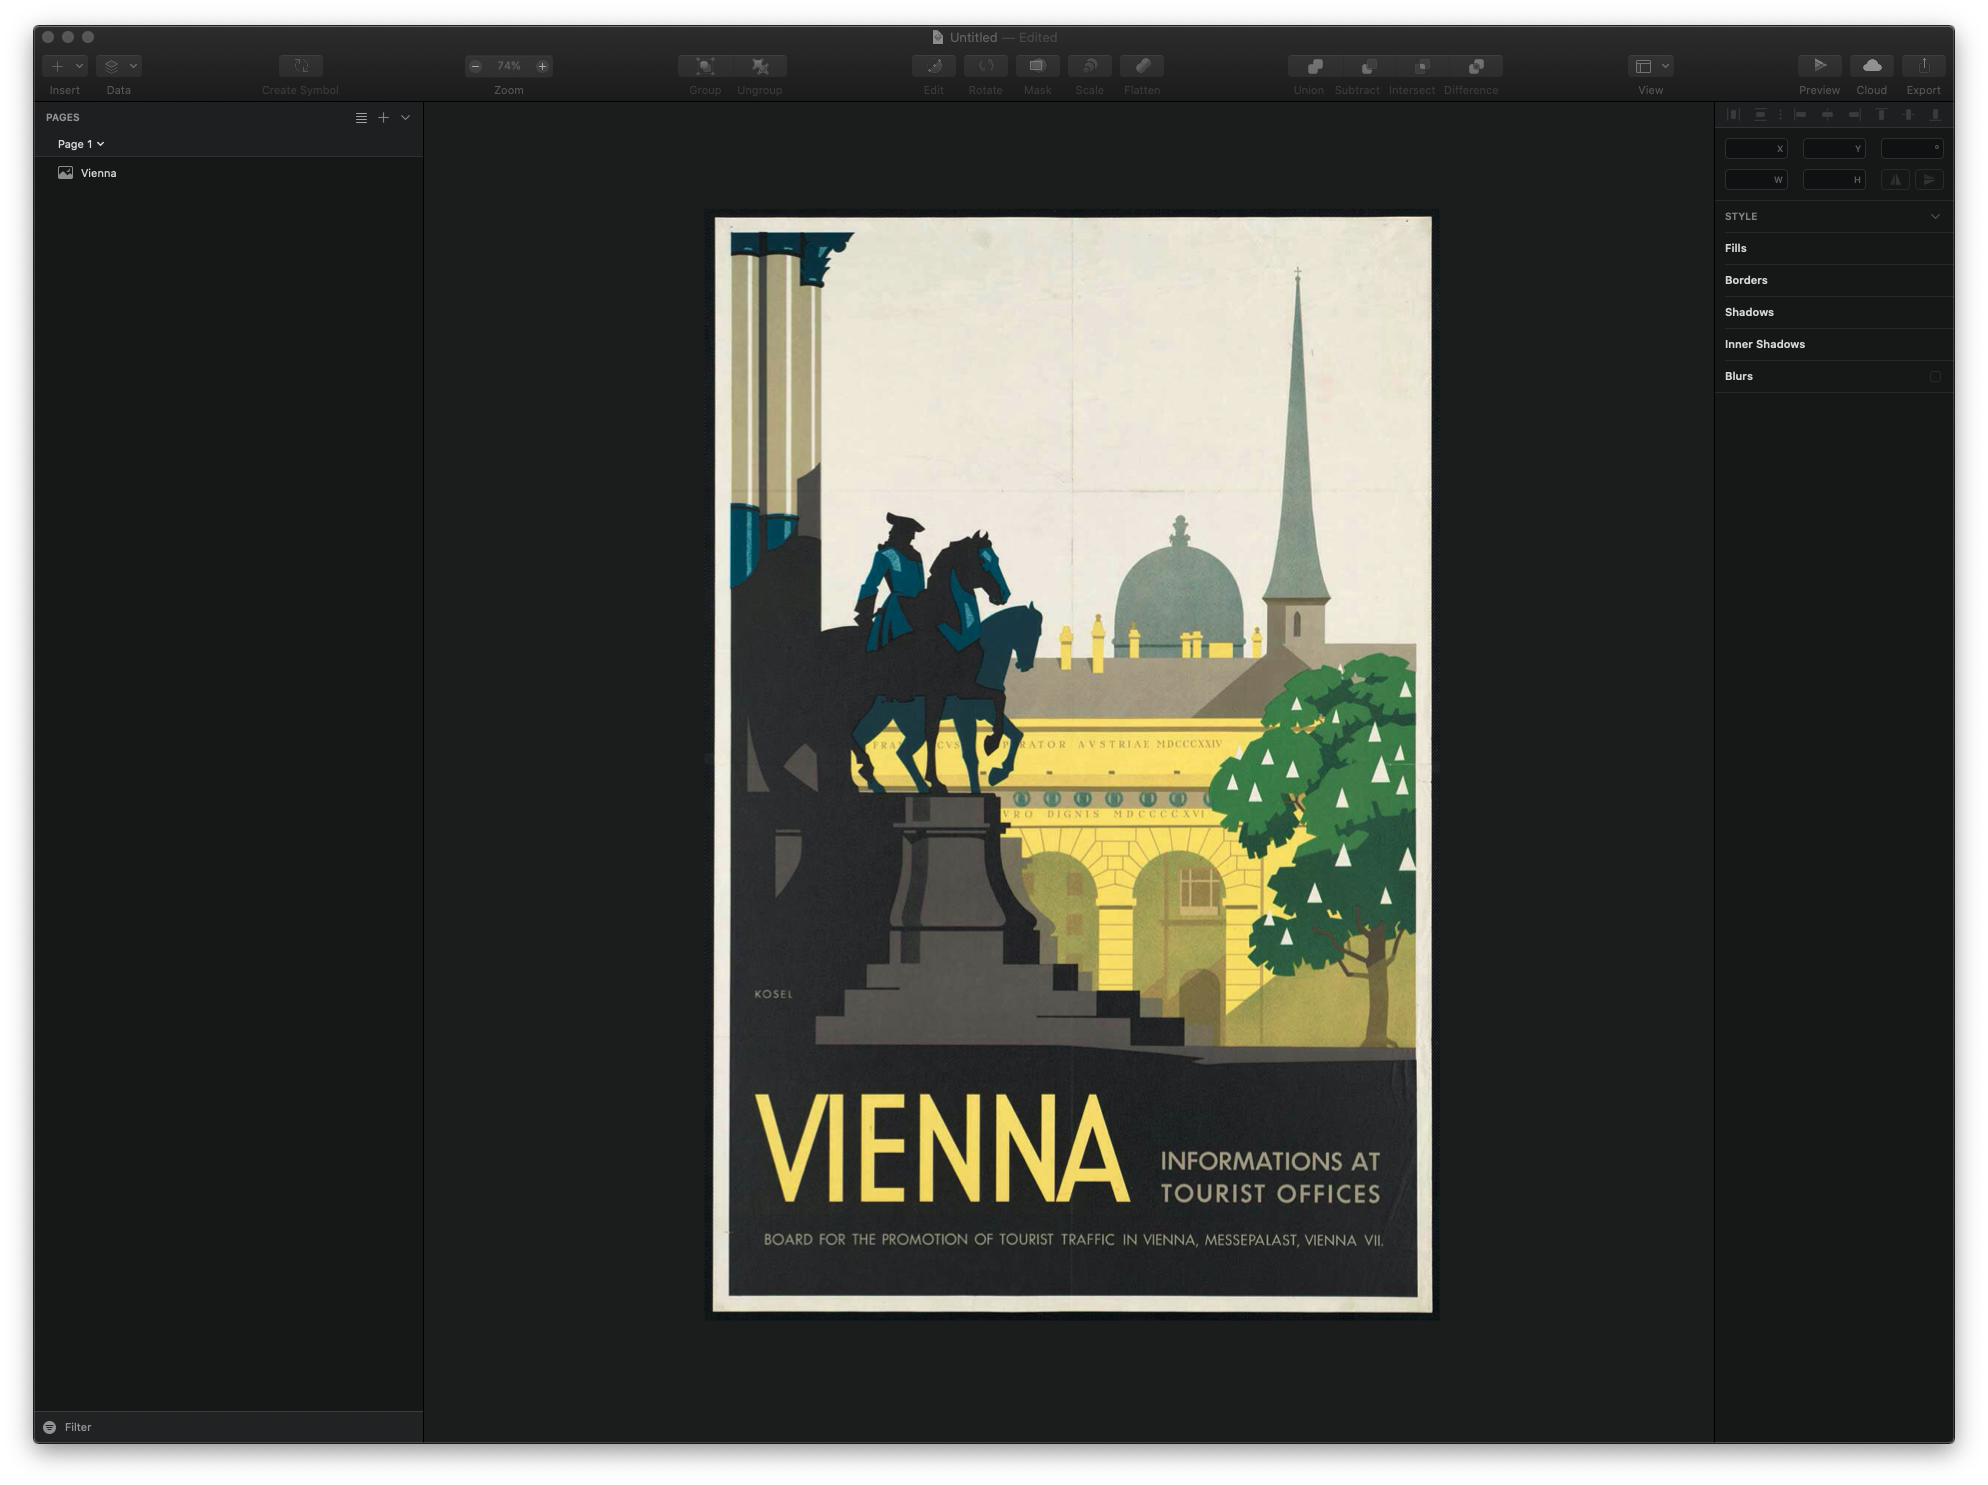 Untitled — Edited
74%
Insert
Data
Create Symbol
Zoom
Group
Ungroup
Edit
Rotate
Mask
Scale
Flatten
Union
Subtract
Intersect
Difference
View
Preview
Cloud
Export
PAGES
Page 1
Vienna
X
Y
°
W
H
STYLE
Fills
Borders
Shadows
Inner Shadows
Blurs
FRA CVS RATOR AVSTRIAE MDCCCXXIV
VRO DIGNIS MDCCCCXVI
KOSEL
VIENNA
INFORMATIONS AT
TOURIST OFFICES
BOARD FOR THE PROMOTION OF TOURIST TRAFFIC IN VIENNA, MESSEPALAST, VIENNA VII.
Filter